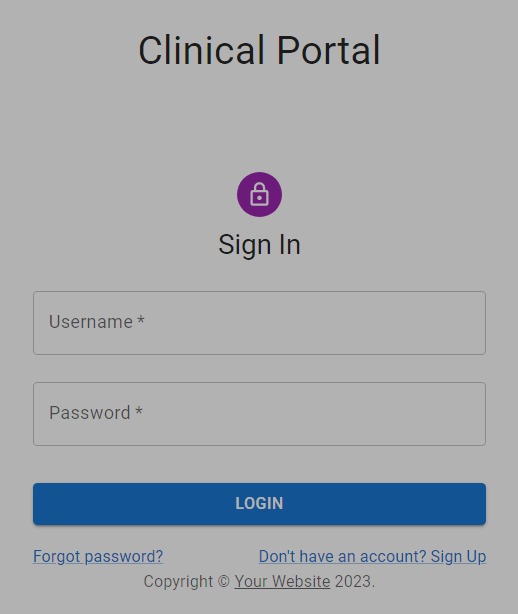 Clinical Portal
Sign In
Username *
Password *
LOGIN
Forgot password? Don't have an account? Sign Up
Copyright © Your Website 2023.